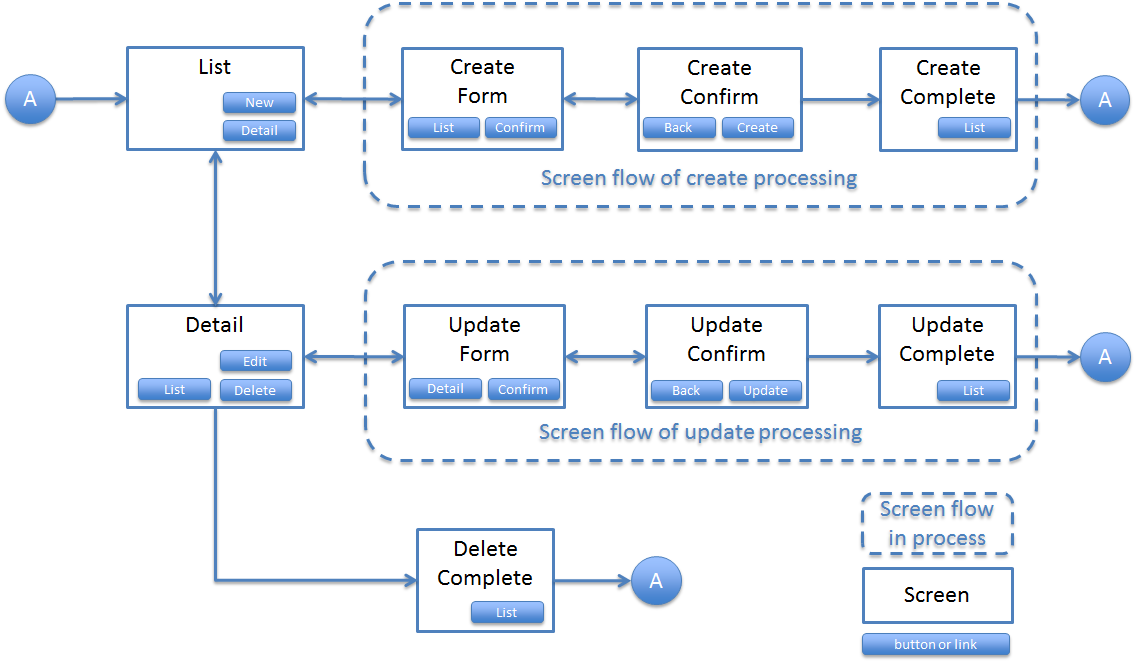 A
List
New
Detail
Create
Form
List
Confirm
Create
Confirm
Back
Create
Create
Complete
List
A
Screen flow of create processing
Detail
Edit
List
Delete
Update
Form
Detail
Confirm
Update
Confirm
Back
Update
Update
Complete
List
A
Screen flow of update processing
Delete
Complete
List
A
Screen flow
in process
Screen
button or link